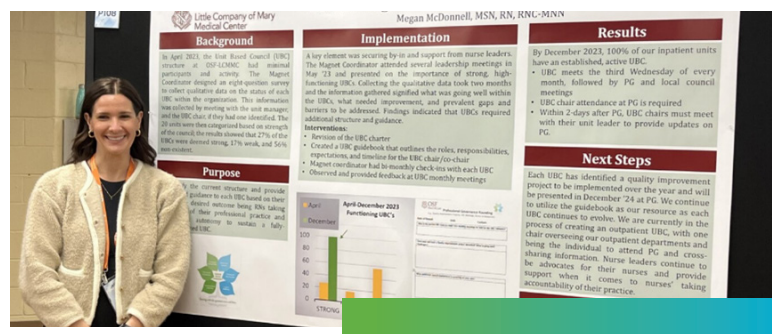 P108
Little Company of Mary
Medical Center
Megan McDonnell, MSN, RN, RNC-MNN
Background
In April 2023, the Unit Based Council (UBC)
structure at OSF-LCMMC had minimal
participants and activity. The Magnet
Coordinator designed an eight-question survey
to collect qualitative data on the status of each
UBC within the organization. This information
was collected by meeting with the unit manager,
and the UBC chair, if they had one identified. The
20 units were then categorized based on strength
of the council; the results showed that 27% of the
UBCs were deemed strong, 17% weak, and 56%
non-existent.
Purpose
the current structure and provide
to each UBC based on their
desired outcome being RNs taking
of their professional practice and
autonomy to sustain a fully-
UBC.
Implementation
A key element was securing by-in and support from nurse leaders.
The Magnet Coordinator attended several leadership meetings in
May '23 and presented on the importance of strong, high-
functioning UBCs. Collecting the qualitative data took two months
and the information gathered signified what was going well within
the UBCs, what needed improvement, and prevalent gaps and
barriers to be addressed. Findings indicated that UBCs required
additional structure and guidance.
Interventions:
• Revision of the UBC charter
• Created a UBC guidebook that outlines the roles, responsibilities,
expectations, and timeline for the UBC chair/co-chair
• Magnet coordinator had bi-monthly check-ins with each UBC
• Observed and provided feedback at UBC monthly meetings
April
December
April-December 2023
Functioning UBC's
100
80
60
40
20
0
STRONG
Results
By December 2023, 100% of our inpatient units
have an established, active UBC.
• UBC meets the third Wednesday of every
month, followed by PG and local council
meetings
• UBC chair attendance at PG is required
• Within 2-days after PG, UBC chairs must meet
with their unit leader to provide updates on
PG.
Next Steps
Each UBC has identified a quality improvement
project to be implemented over the year and will
be presented in December '24 at PG. We continue
to utilize the guidebook as our resource as each
UBC continues to evolve. We are currently in the
process of creating an outpatient UBC, with one
chair overseeing our outpatient departments and
being the individual to attend PG and cross-
sharing information. Nurse leaders continue to
be advocates for their nurses and provide
support when it comes to nurses' taking
accountability of their practice.